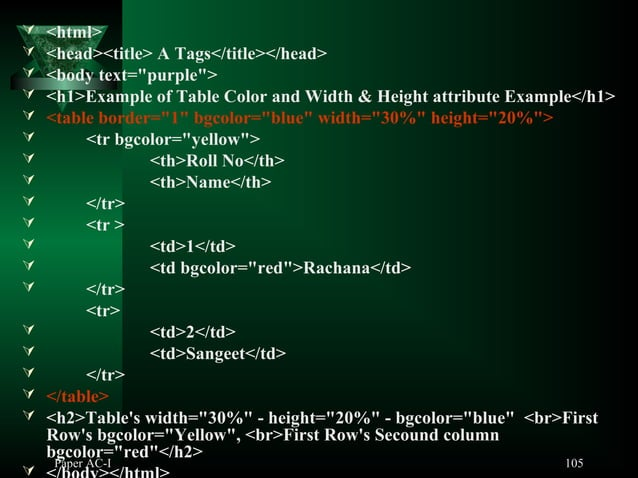 <html>
<head><title> A Tags</title></head>
<body text="purple">
<h1>Example of Table Color and Width & Height attribute Example</h1>
<table border="1" bgcolor="blue" width="30%" height="20%">
<tr bgcolor="yellow">
<th>Roll No</th>
<th>Name</th>
</tr>
<tr >
<td>1</td>
<td bgcolor="red">Rachana</td>
</tr>
<tr>
<td>2</td>
<td>Sangeet</td>
</tr>
</table>
<h2>Table's width="30%" - height="20%" - bgcolor="blue"  <br>First
Row's bgcolor="Yellow", <br>First Row's Secound column
bgcolor="red"</h2>
Paper AC-I 105
</body></html>